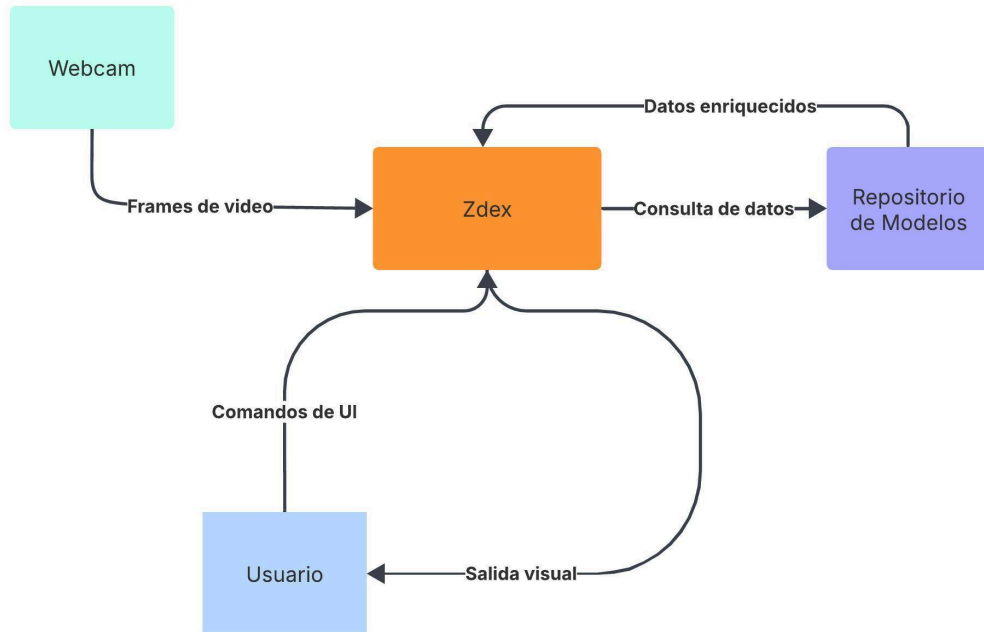 Webcam
Datos enriquecidos
Frames de video
Zdex
Consulta de datos
Repositorio
de Modelos
Comandos de UI
Usuario
Salida visual